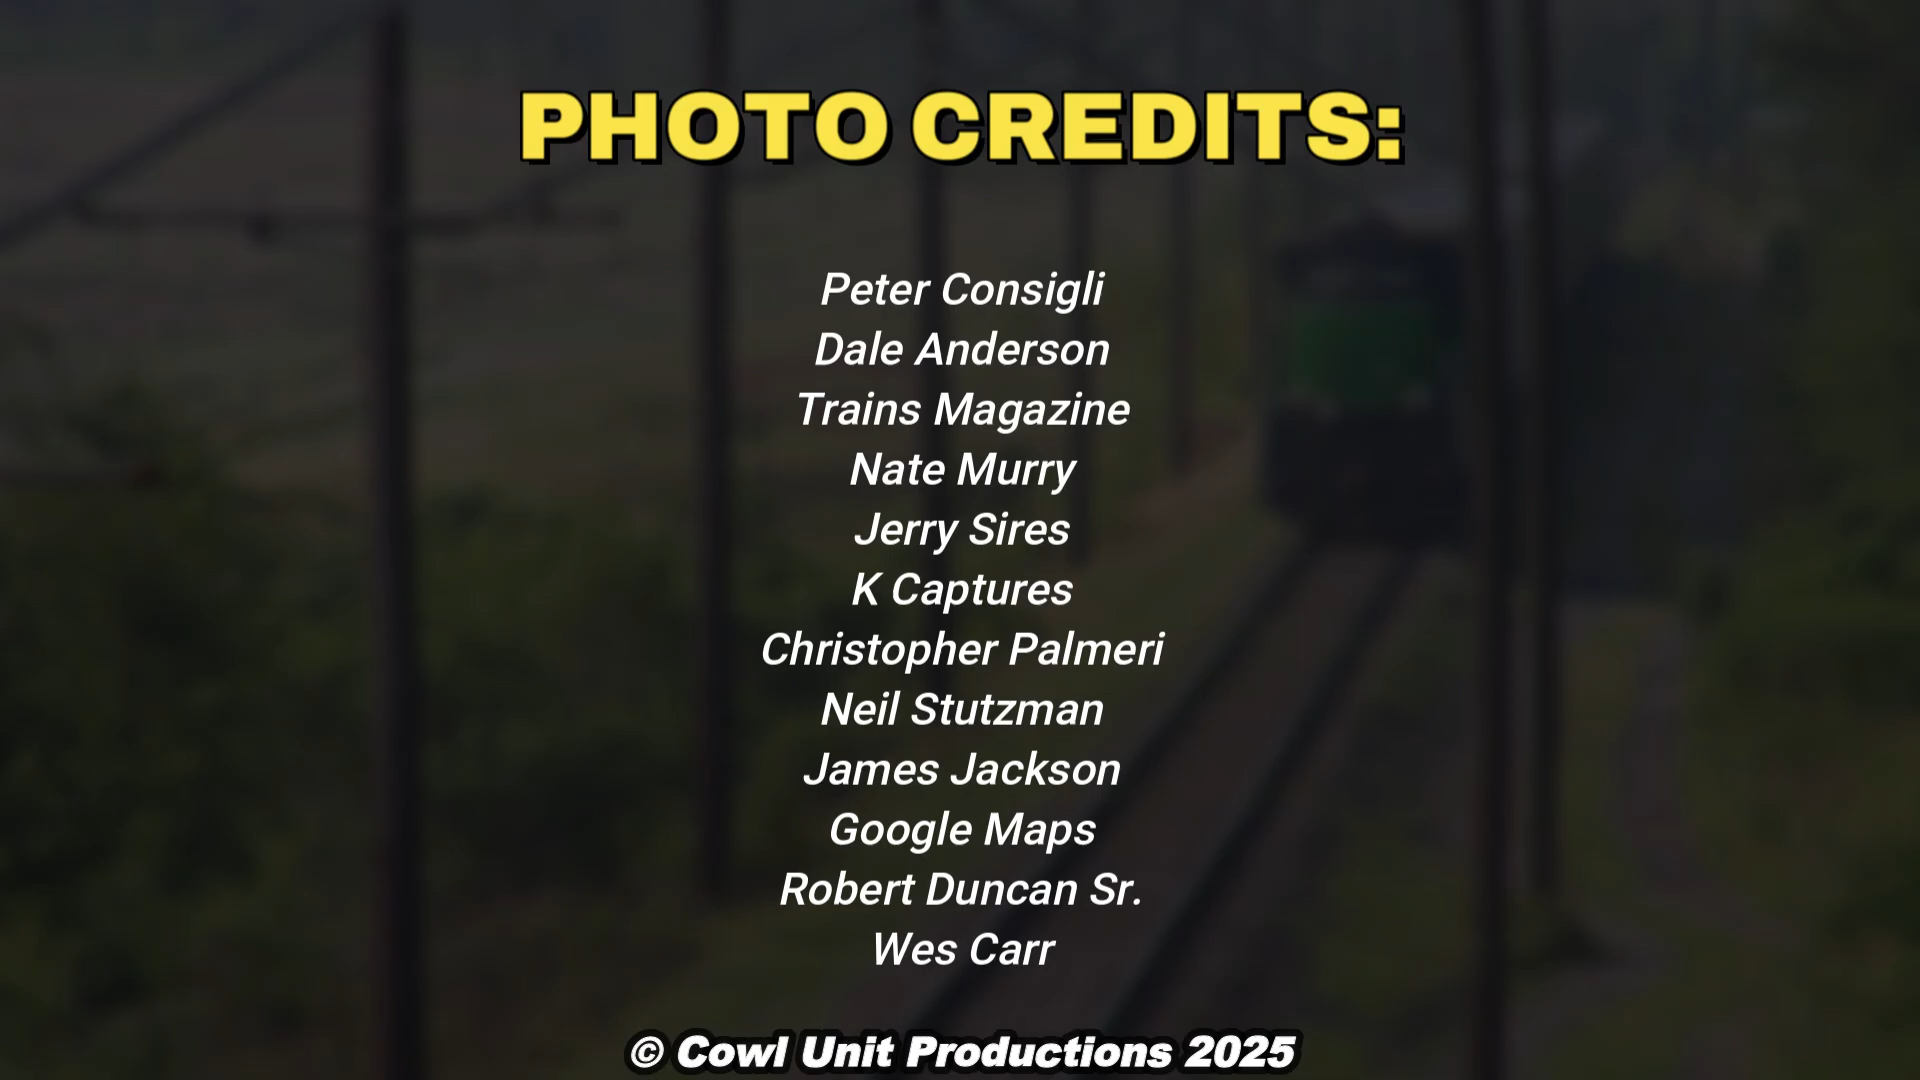 PHOTO CREDITS:
Peter Consigli
Dale Anderson
Trains Magazine
Nate Murry
Jerry Sires
K Captures
Christopher Palmeri
Neil Stutzman
James Jackson
Google Maps
Robert Duncan Sr.
Wes Carr
© Cowl Unit Productions 2025